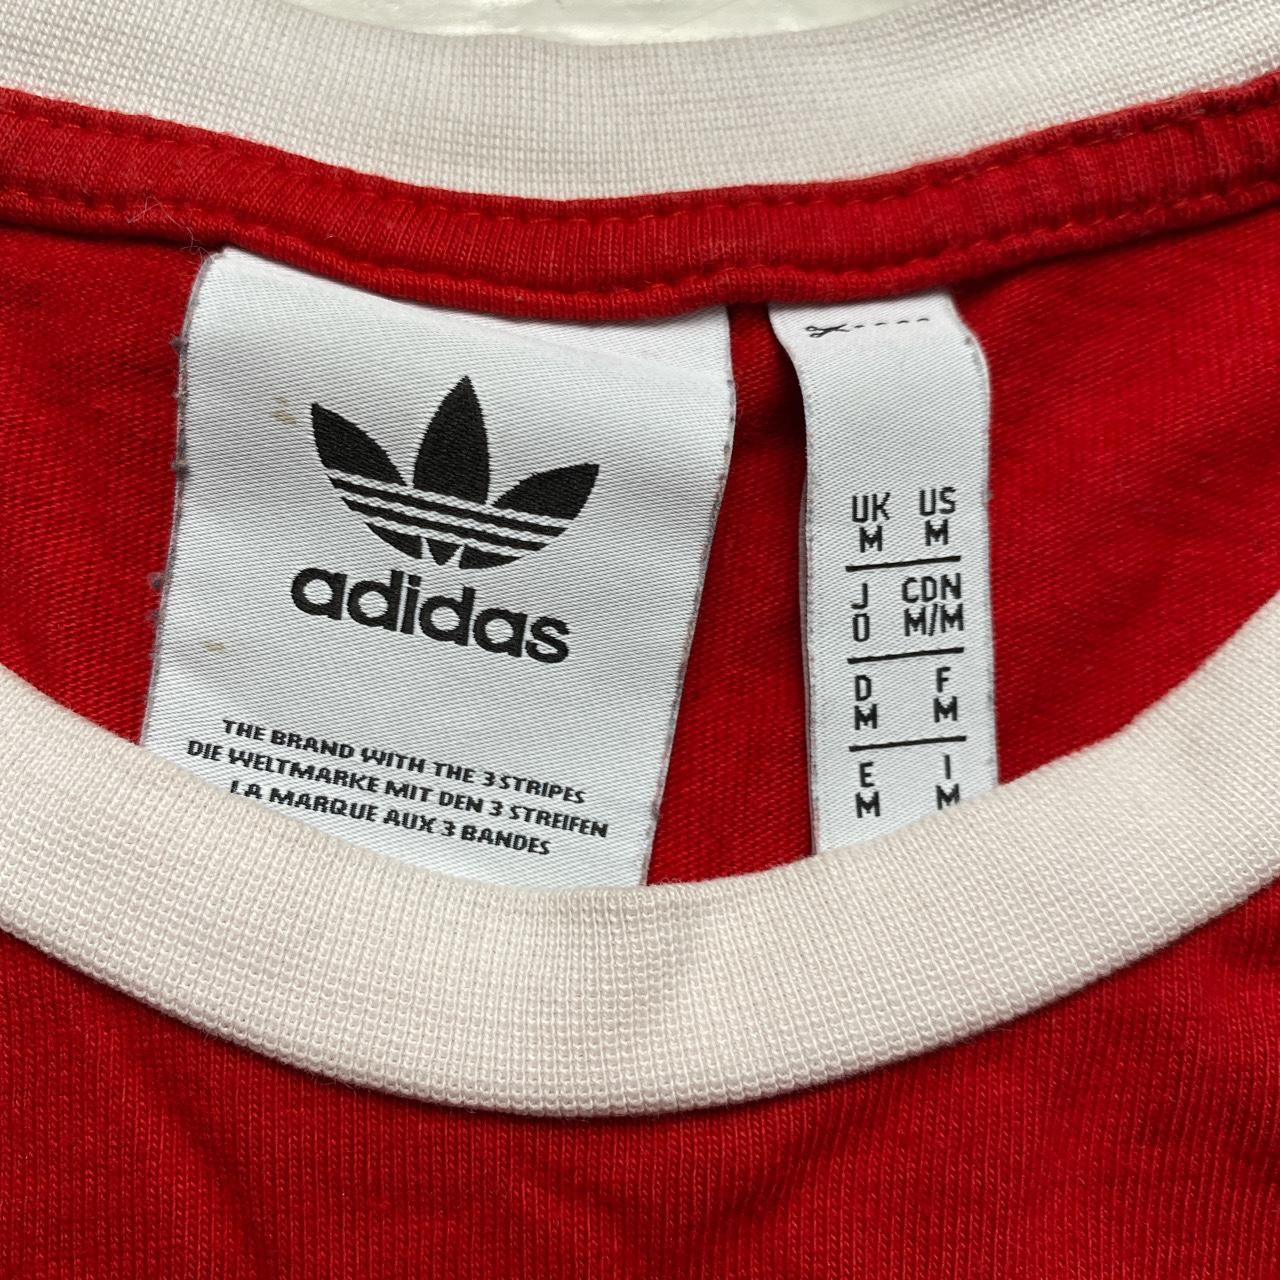 adidas
THE BRAND WITH THE 3 STRIPES
DIE WELTMARKE MIT DEN 3 STREIFEN
LA MARQUE AUX 3 BANDES
UK US
M M
J CDN
O M/M
D F
M M
E I
M M